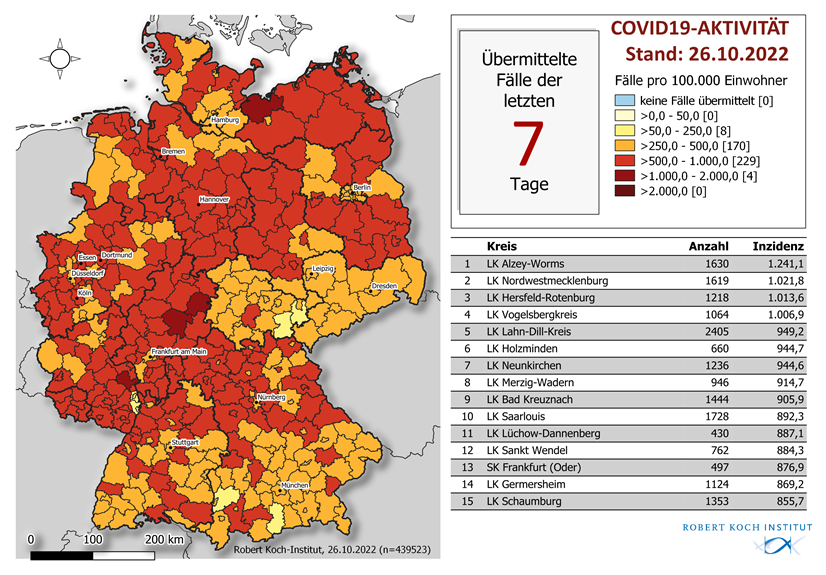 Hamburg
Bremen
Berlin
Hannover
Essen
Dortmund
Düsseldorf
Leipzig
Dresden
Köln
Frankfurt am Main
Nürnberg
Stuttgart
München
0 100 200 km
Robert Koch-Institut, 26.10.2022 (n=439523)
Übermittelte
Fälle der
letzten
7
Tage
COVID19-AKTIVITÄT
Stand: 26.10.2022
Fälle pro 100.000 Einwohner
keine Fälle übermittelt [0]
>0,0 - 50,0 [0]
>50,0 - 250,0 [8]
>250,0 - 500,0 [170]
>500,0 - 1.000,0 [229]
>1.000,0 - 2.000,0 [4]
>2.000,0 [0]
Kreis Anzahl Inzidenz
1 LK Alzey-Worms 1630 1.241,1
2 LK Nordwestmecklenburg 1619 1.021,8
3 LK Hersfeld-Rotenburg 1218 1.013,6
4 LK Vogelsbergkreis 1064 1.006,9
5 LK Lahn-Dill-Kreis 2405 949,2
6 LK Holzminden 660 944,7
7 LK Neunkirchen 1236 944,6
8 LK Merzig-Wadern 946 914,7
9 LK Bad Kreuznach 1444 905,9
10 LK Saarlouis 1728 892,3
11 LK Lüchow-Dannenberg 430 887,1
12 LK Sankt Wendel 762 884,3
13 SK Frankfurt (Oder) 497 876,9
14 LK Germersheim 1124 869,2
15 LK Schaumburg 1353 855,7
ROBERT KOCH INSTITUT